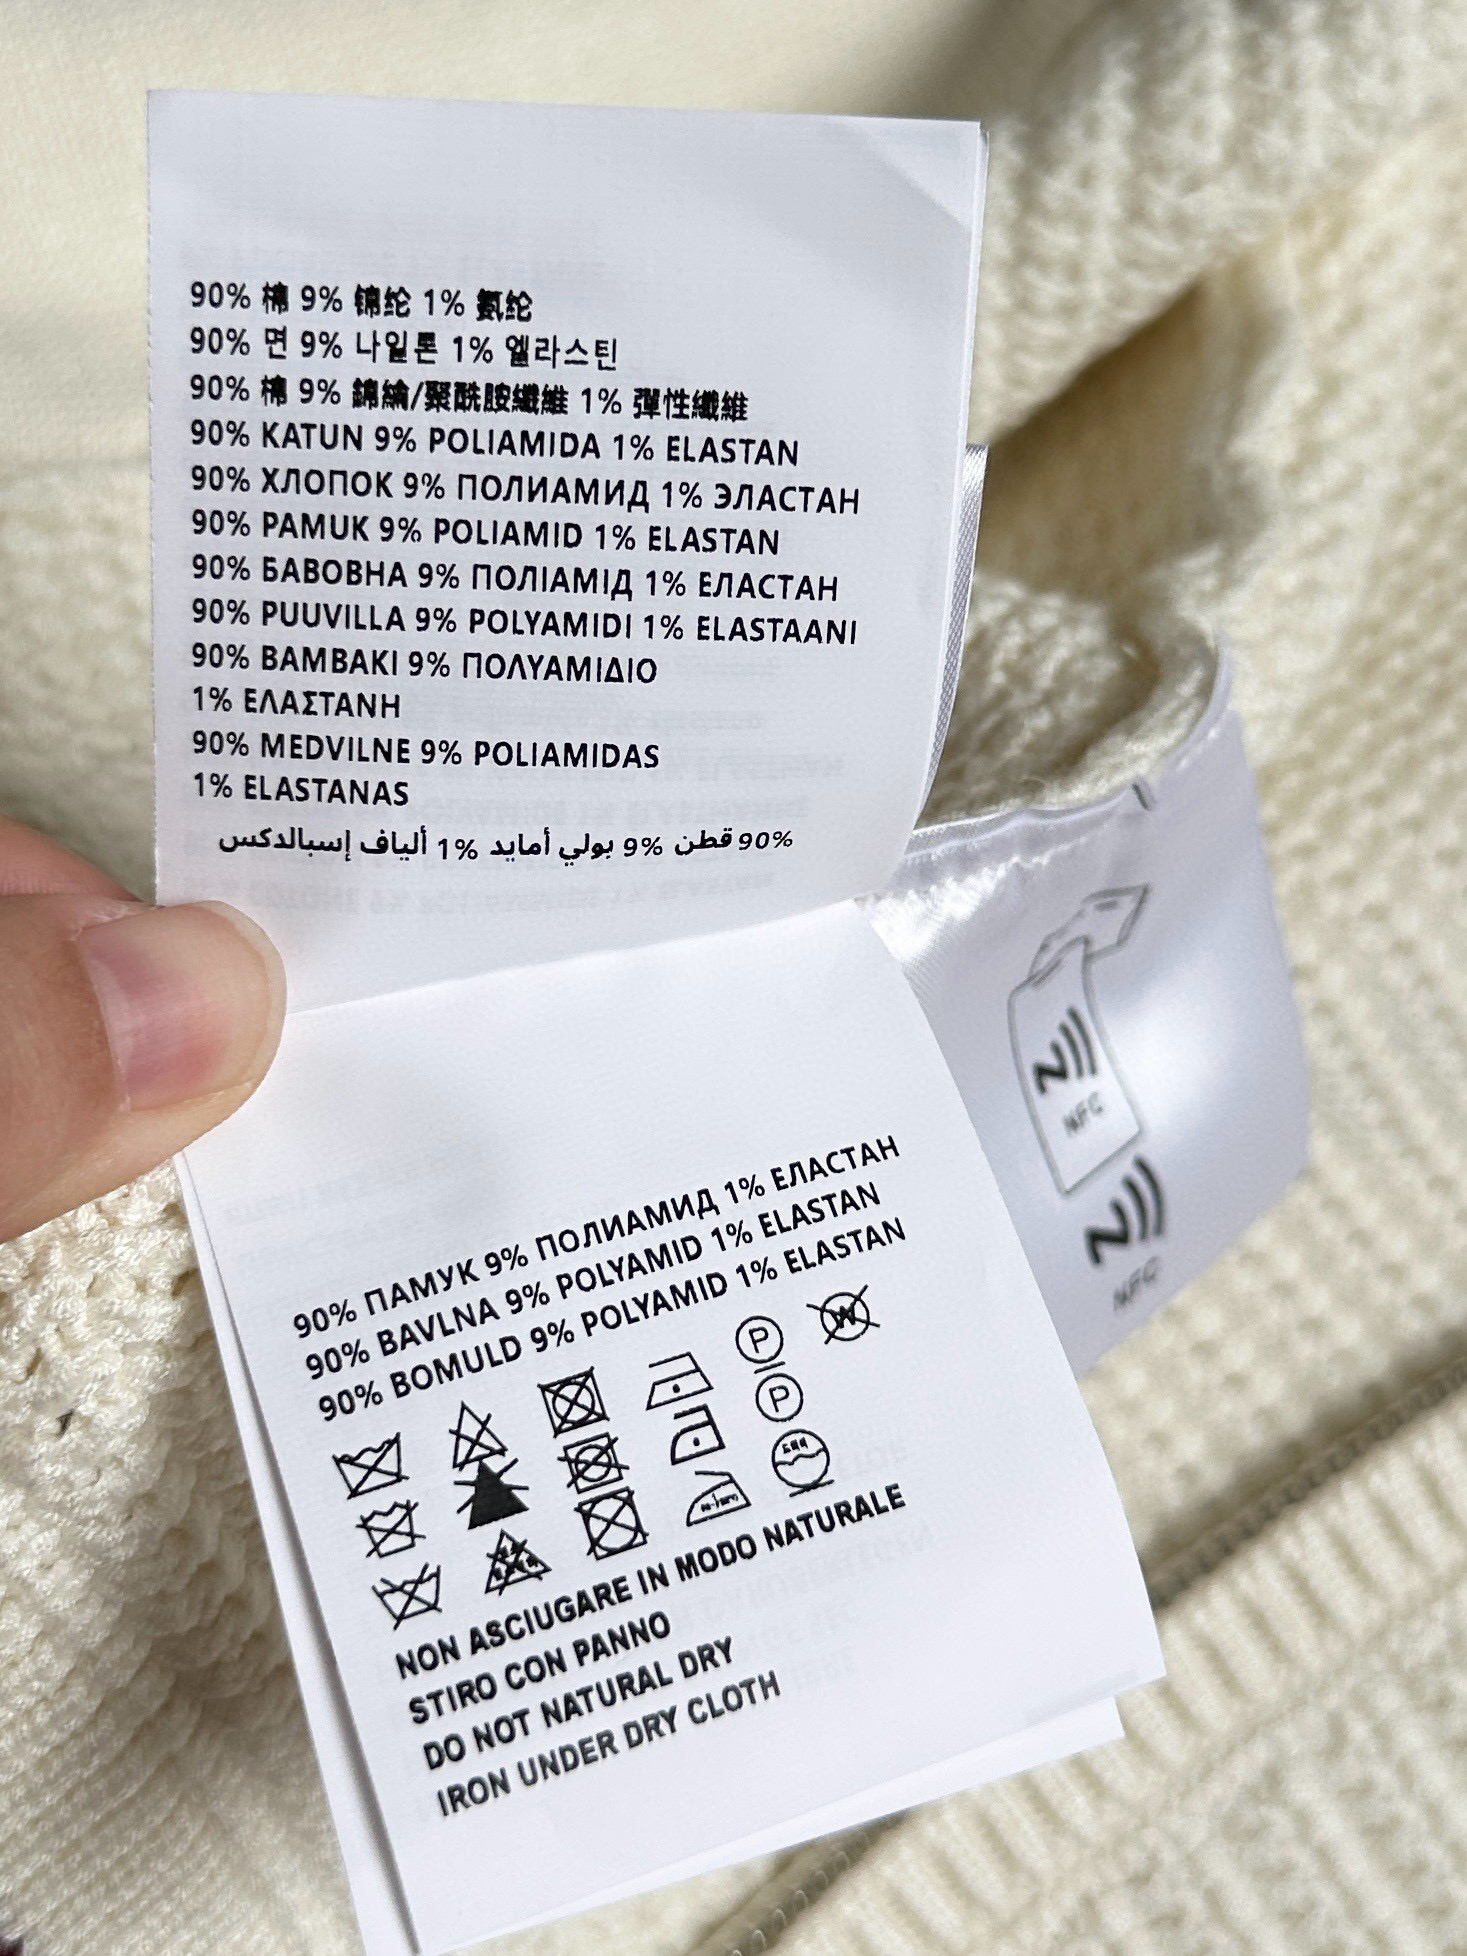 90% 棉 9% 锦纶 1% 氨纶
90% 면 9% 나일론 1% 엘라스틴
90% 棉 9% 錦綸/聚酰胺纖維 1% 彈性纖維
90% KATUN 9% POLIAMIDA 1% ELASTAN
90% ХЛОПОК 9% ПОЛИАМИД 1% ЭЛАСТАН
90% PAMUK 9% POLIAMID 1% ELASTAN
90% БАВОВНА 9% ПОЛІАМІД 1% ЕЛАСТАН
90% PUUVILLA 9% POLYAMIDI 1% ELASTAANI
90% ΒΑΜΒΑΚΙ 9% ΠΟΛΥΑΜΙΔΙΟ
1% ΕΛΑΣΤΑΝΗ
90% MEDVILNE 9% POLIAMIDAS
1% ELASTANAS
90% قطن 9% بولي أمايد 1% ألياف إسبالدكس
NFC
NFC
90% ПАМУК 9% ПОЛИАМИД 1% ЕЛАСТАН
90% BAVLNA 9% POLYAMID 1% ELASTAN
90% BOMULD 9% POLYAMID 1% ELASTAN
P
W
P
NON ASCIUGARE IN MODO NATURALE
STIRO CON PANNO
DO NOT NATURAL DRY
IRON UNDER DRY CLOTH